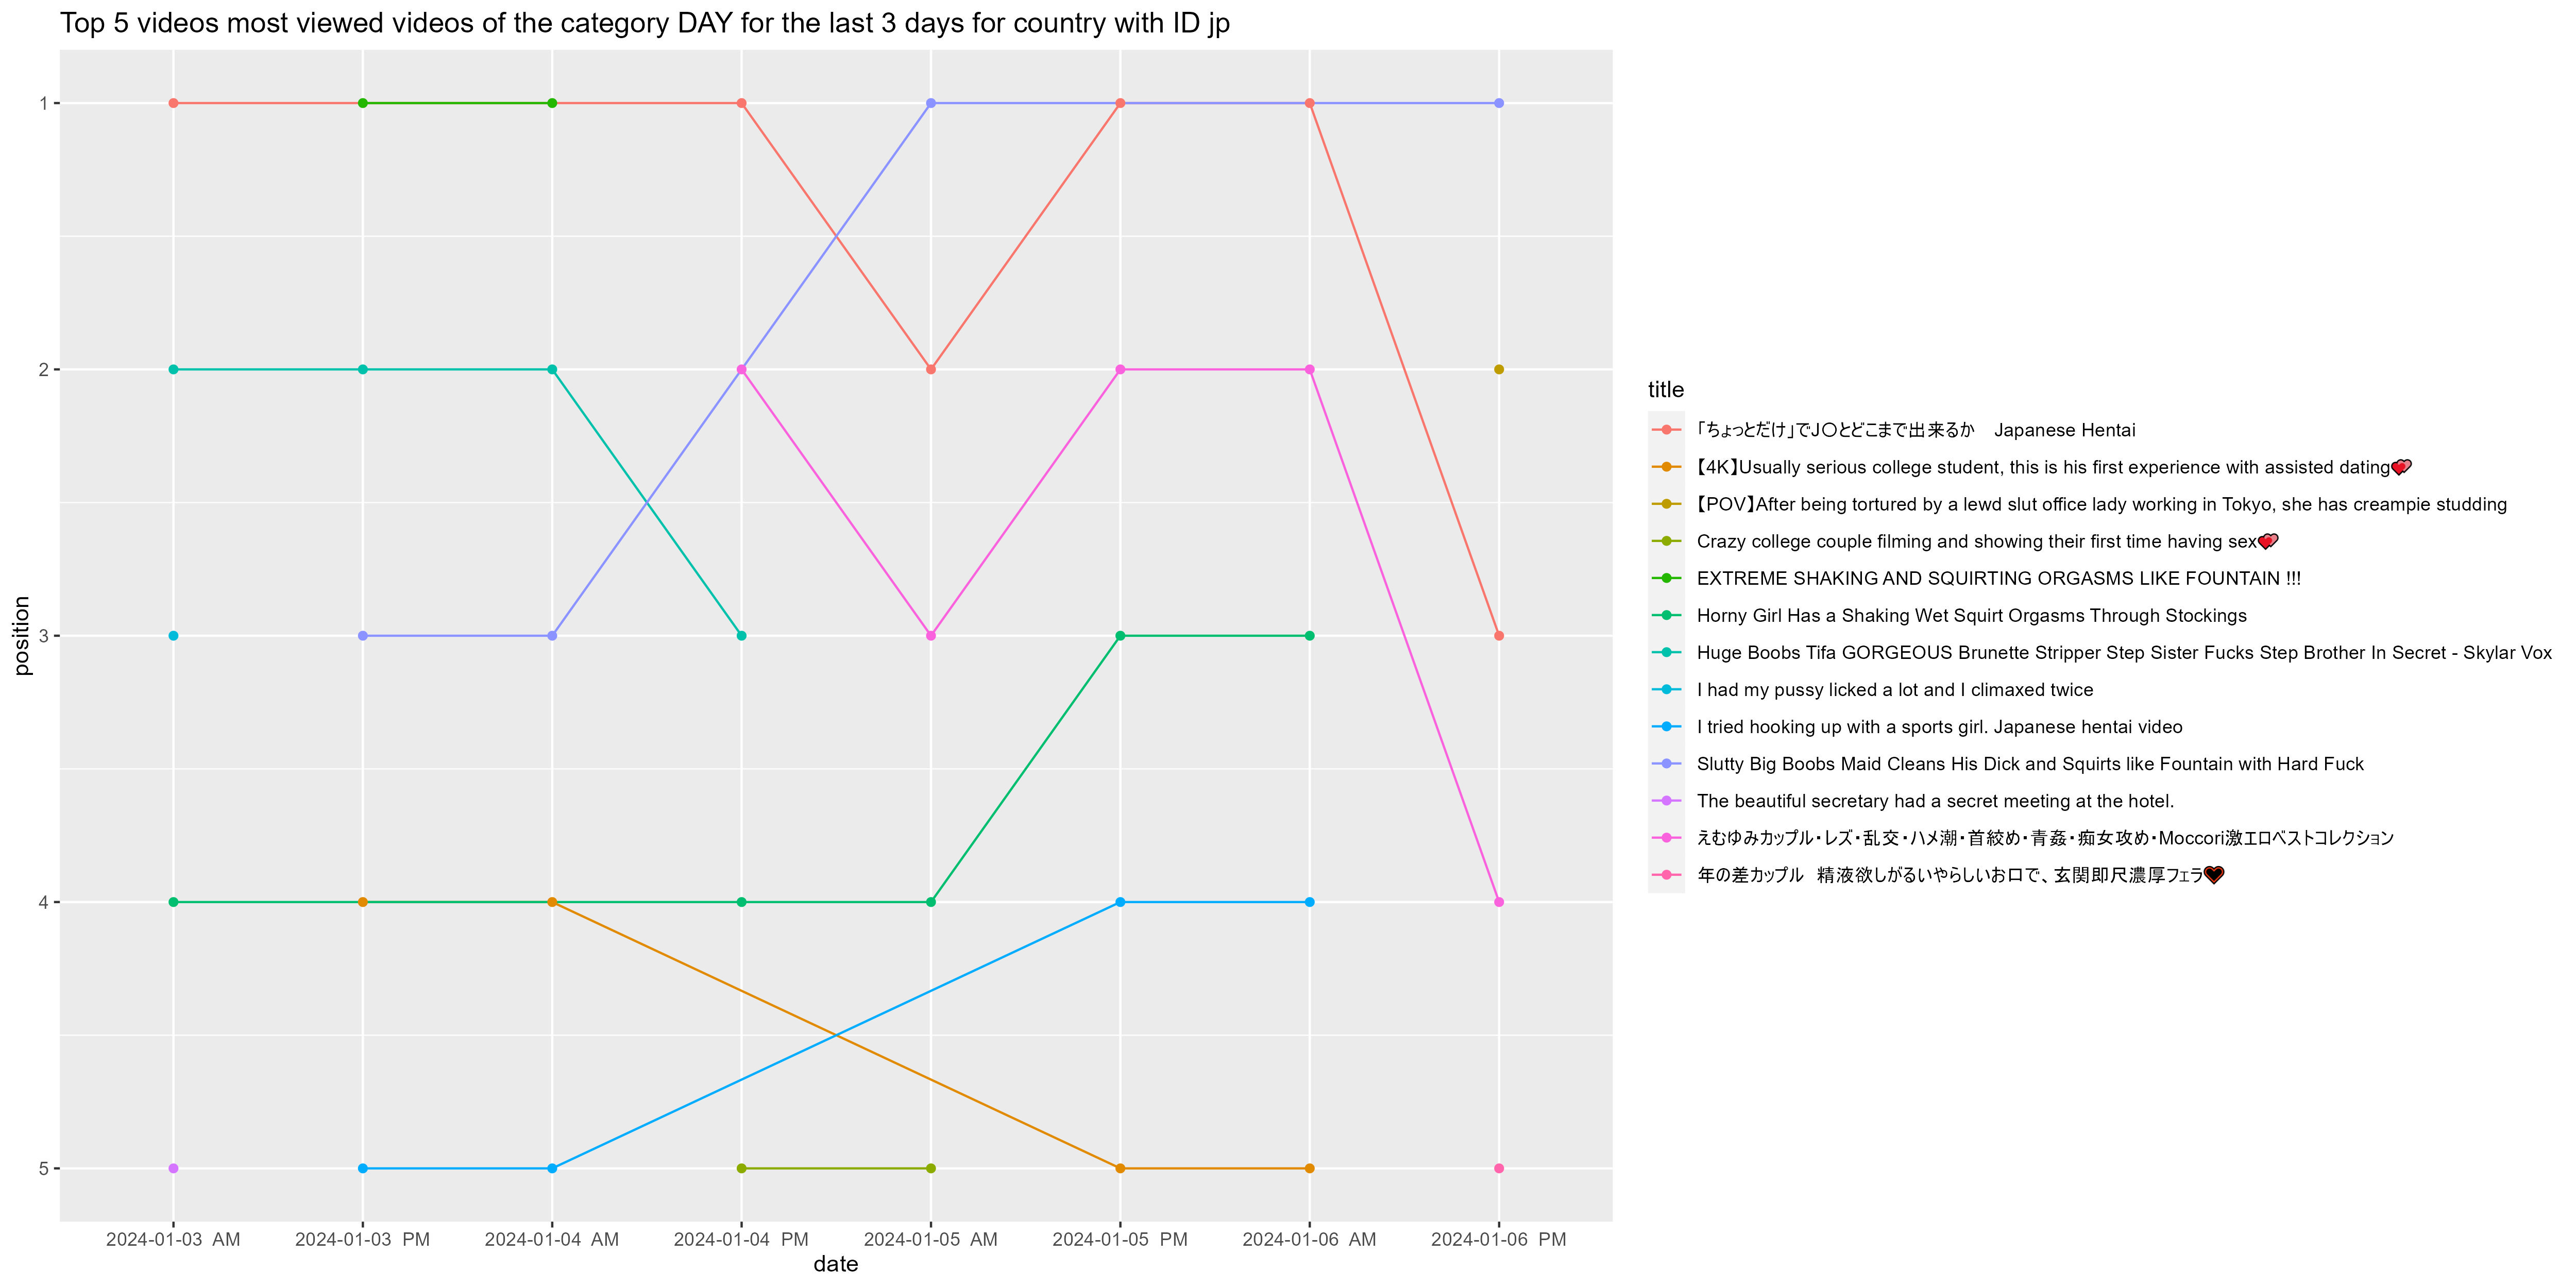 Top 5 videos most viewed videos of the category DAY for the last 3 days for country with ID jp
position
1
2
3
4
5
2024-01-03 AM
2024-01-03 PM
2024-01-04 AM
2024-01-04 PM
2024-01-05 AM
2024-01-05 PM
2024-01-06 AM
2024-01-06 PM
date
title
「ちょっとだけ」でJ〇とどこまで出来るか　Japanese Hentai
【4K】Usually serious college student, this is his first experience with assisted dating💕
【POV】After being tortured by a lewd slut office lady working in Tokyo, she has creampie studding
Crazy college couple filming and showing their first time having sex💕
EXTREME SHAKING AND SQUIRTING ORGASMS LIKE FOUNTAIN !!!
Horny Girl Has a Shaking Wet Squirt Orgasms Through Stockings
Huge Boobs Tifa GORGEOUS Brunette Stripper Step Sister Fucks Step Brother In Secret - Skylar Vox
I had my pussy licked a lot and I climaxed twice
I tried hooking up with a sports girl. Japanese hentai video
Slutty Big Boobs Maid Cleans His Dick and Squirts like Fountain with Hard Fuck
The beautiful secretary had a secret meeting at the hotel.
えむゆみカップル・レズ・乱交・ハメ潮・首絞め・青姦・痴女攻め・Moccori激エロベストコレクション
年の差カップル　精液欲しがるいやらしいお口で、玄関即尺濃厚フェラ🖤